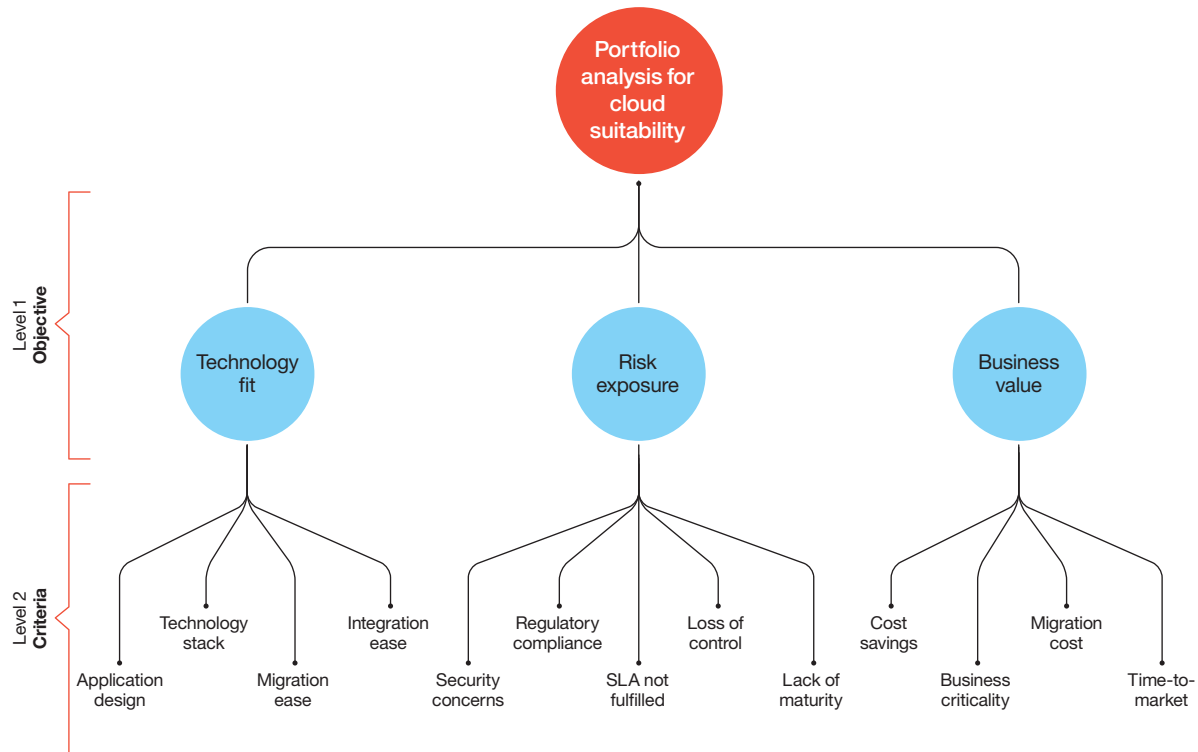 Portfolio
analysis for
cloud
suitability
Level 1
Objective
Technology
fit
Risk
exposure
Business
value
Level 2
Criteria
Technology
stack
Integration
ease
Regulatory
compliance
Loss of
control
Cost
savings
Migration
cost
Application
design
Migration
ease
Security
concerns
SLA not
fulfilled
Lack of
maturity
Business
criticality
Time-to-
market